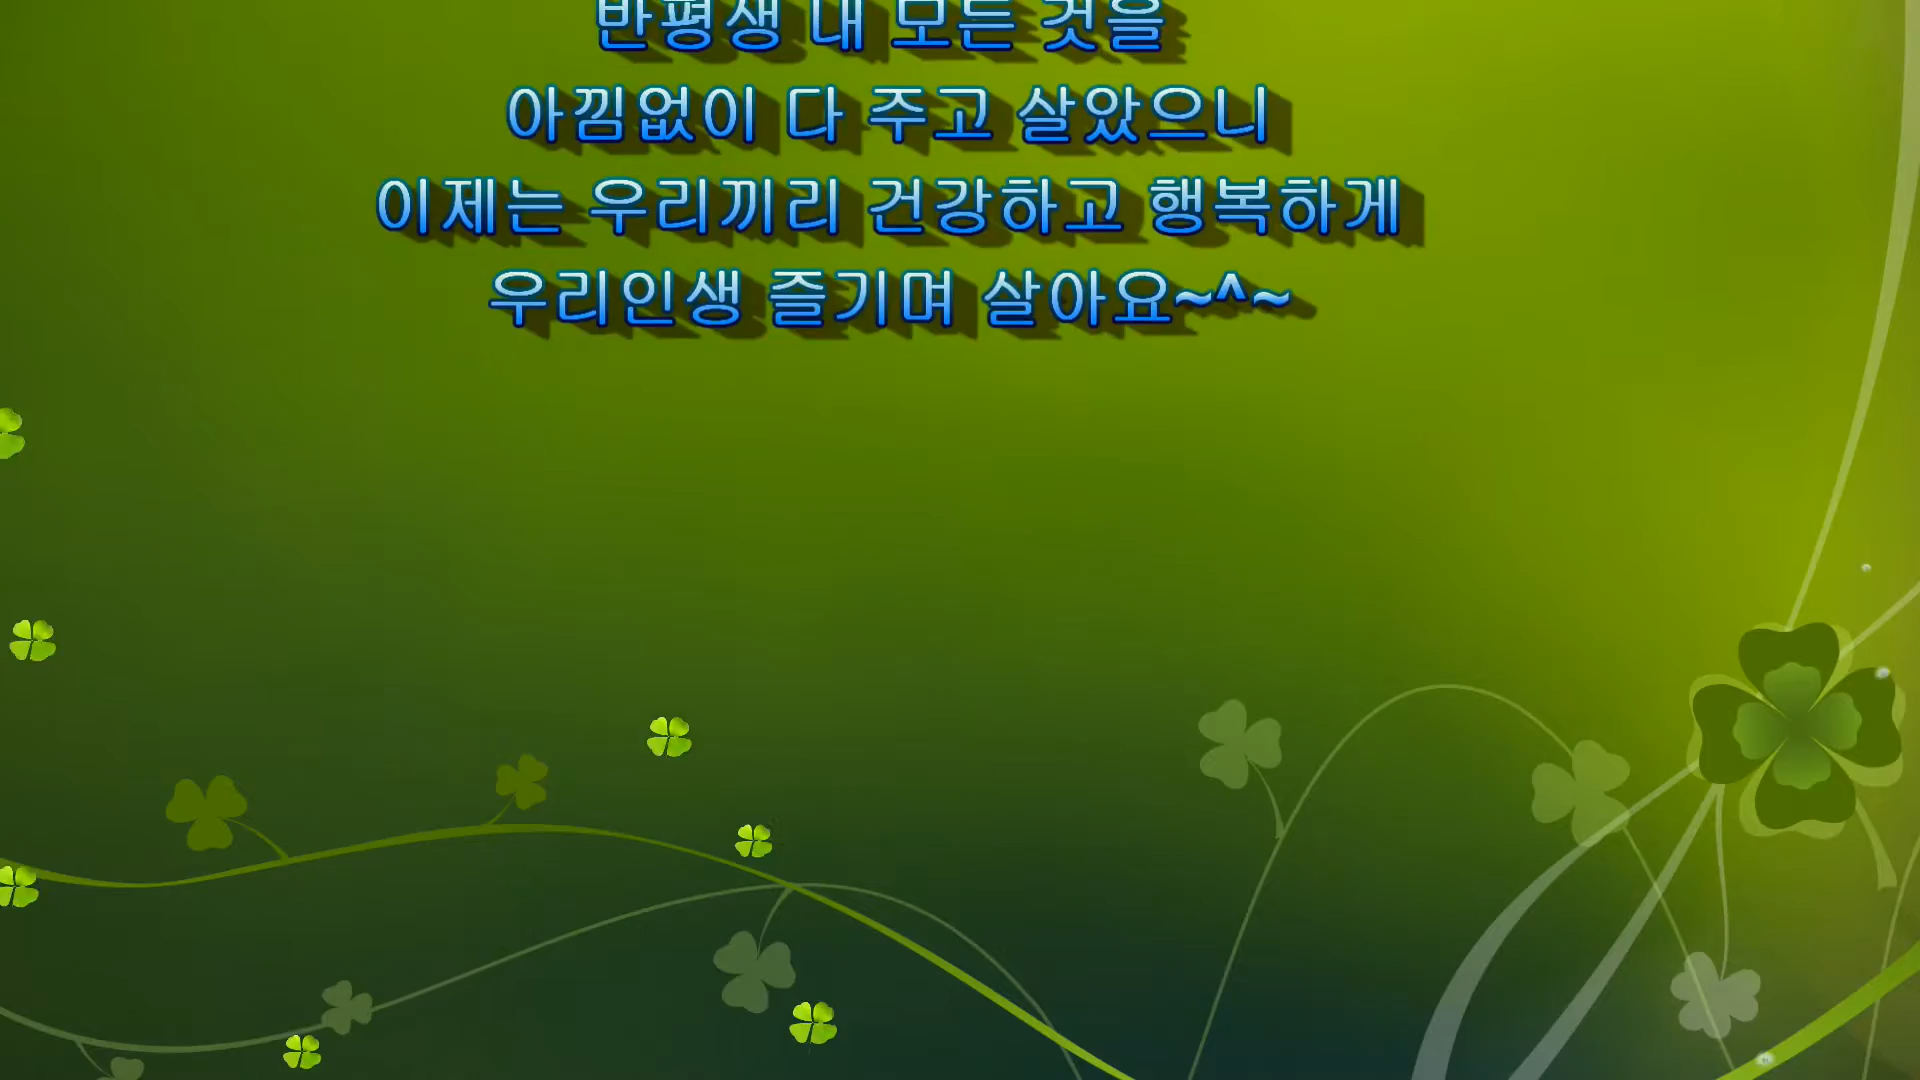 반평생 내 모든 것을
아낌없이 다 주고 살았으니
이제는 우리끼리 건강하고 행복하게
우리인생 즐기며 살아요~^~